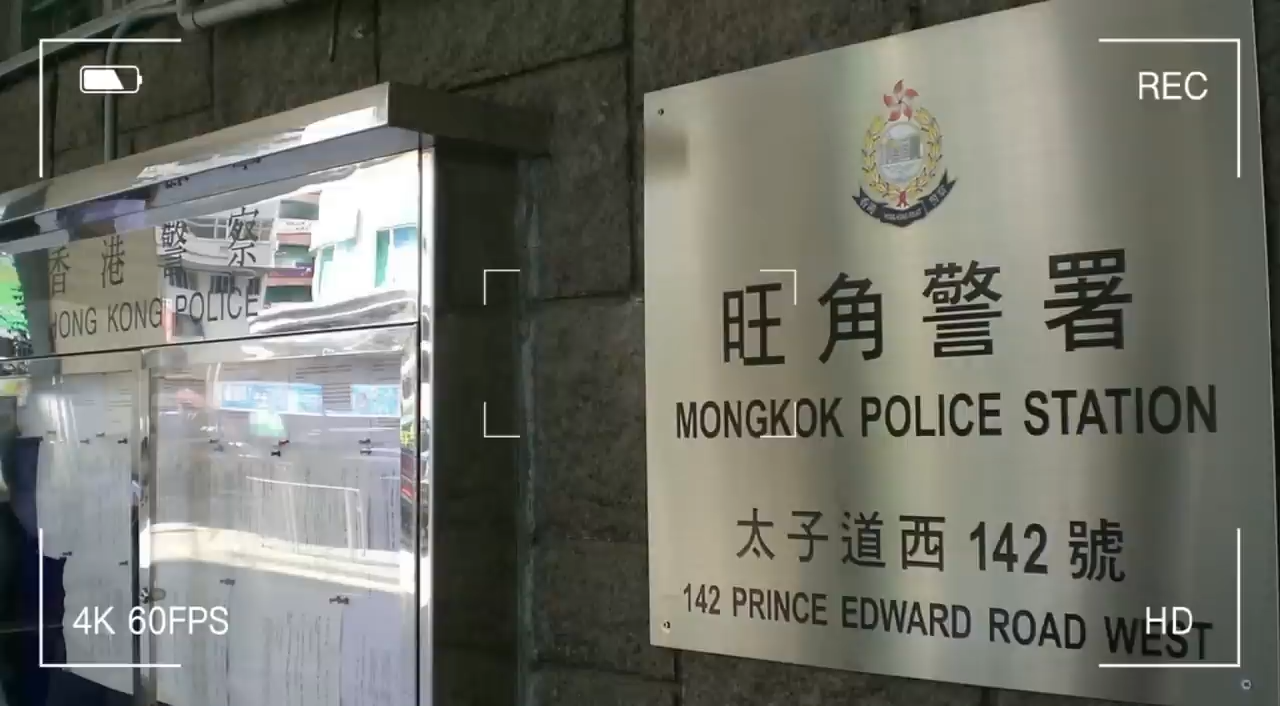 REC
香港警察
HONG KONG POLICE
旺角警署
MONGKOK POLICE STATION
太子道西 142 號
142 PRINCE EDWARD ROAD WEST
4K 60FPS
HD